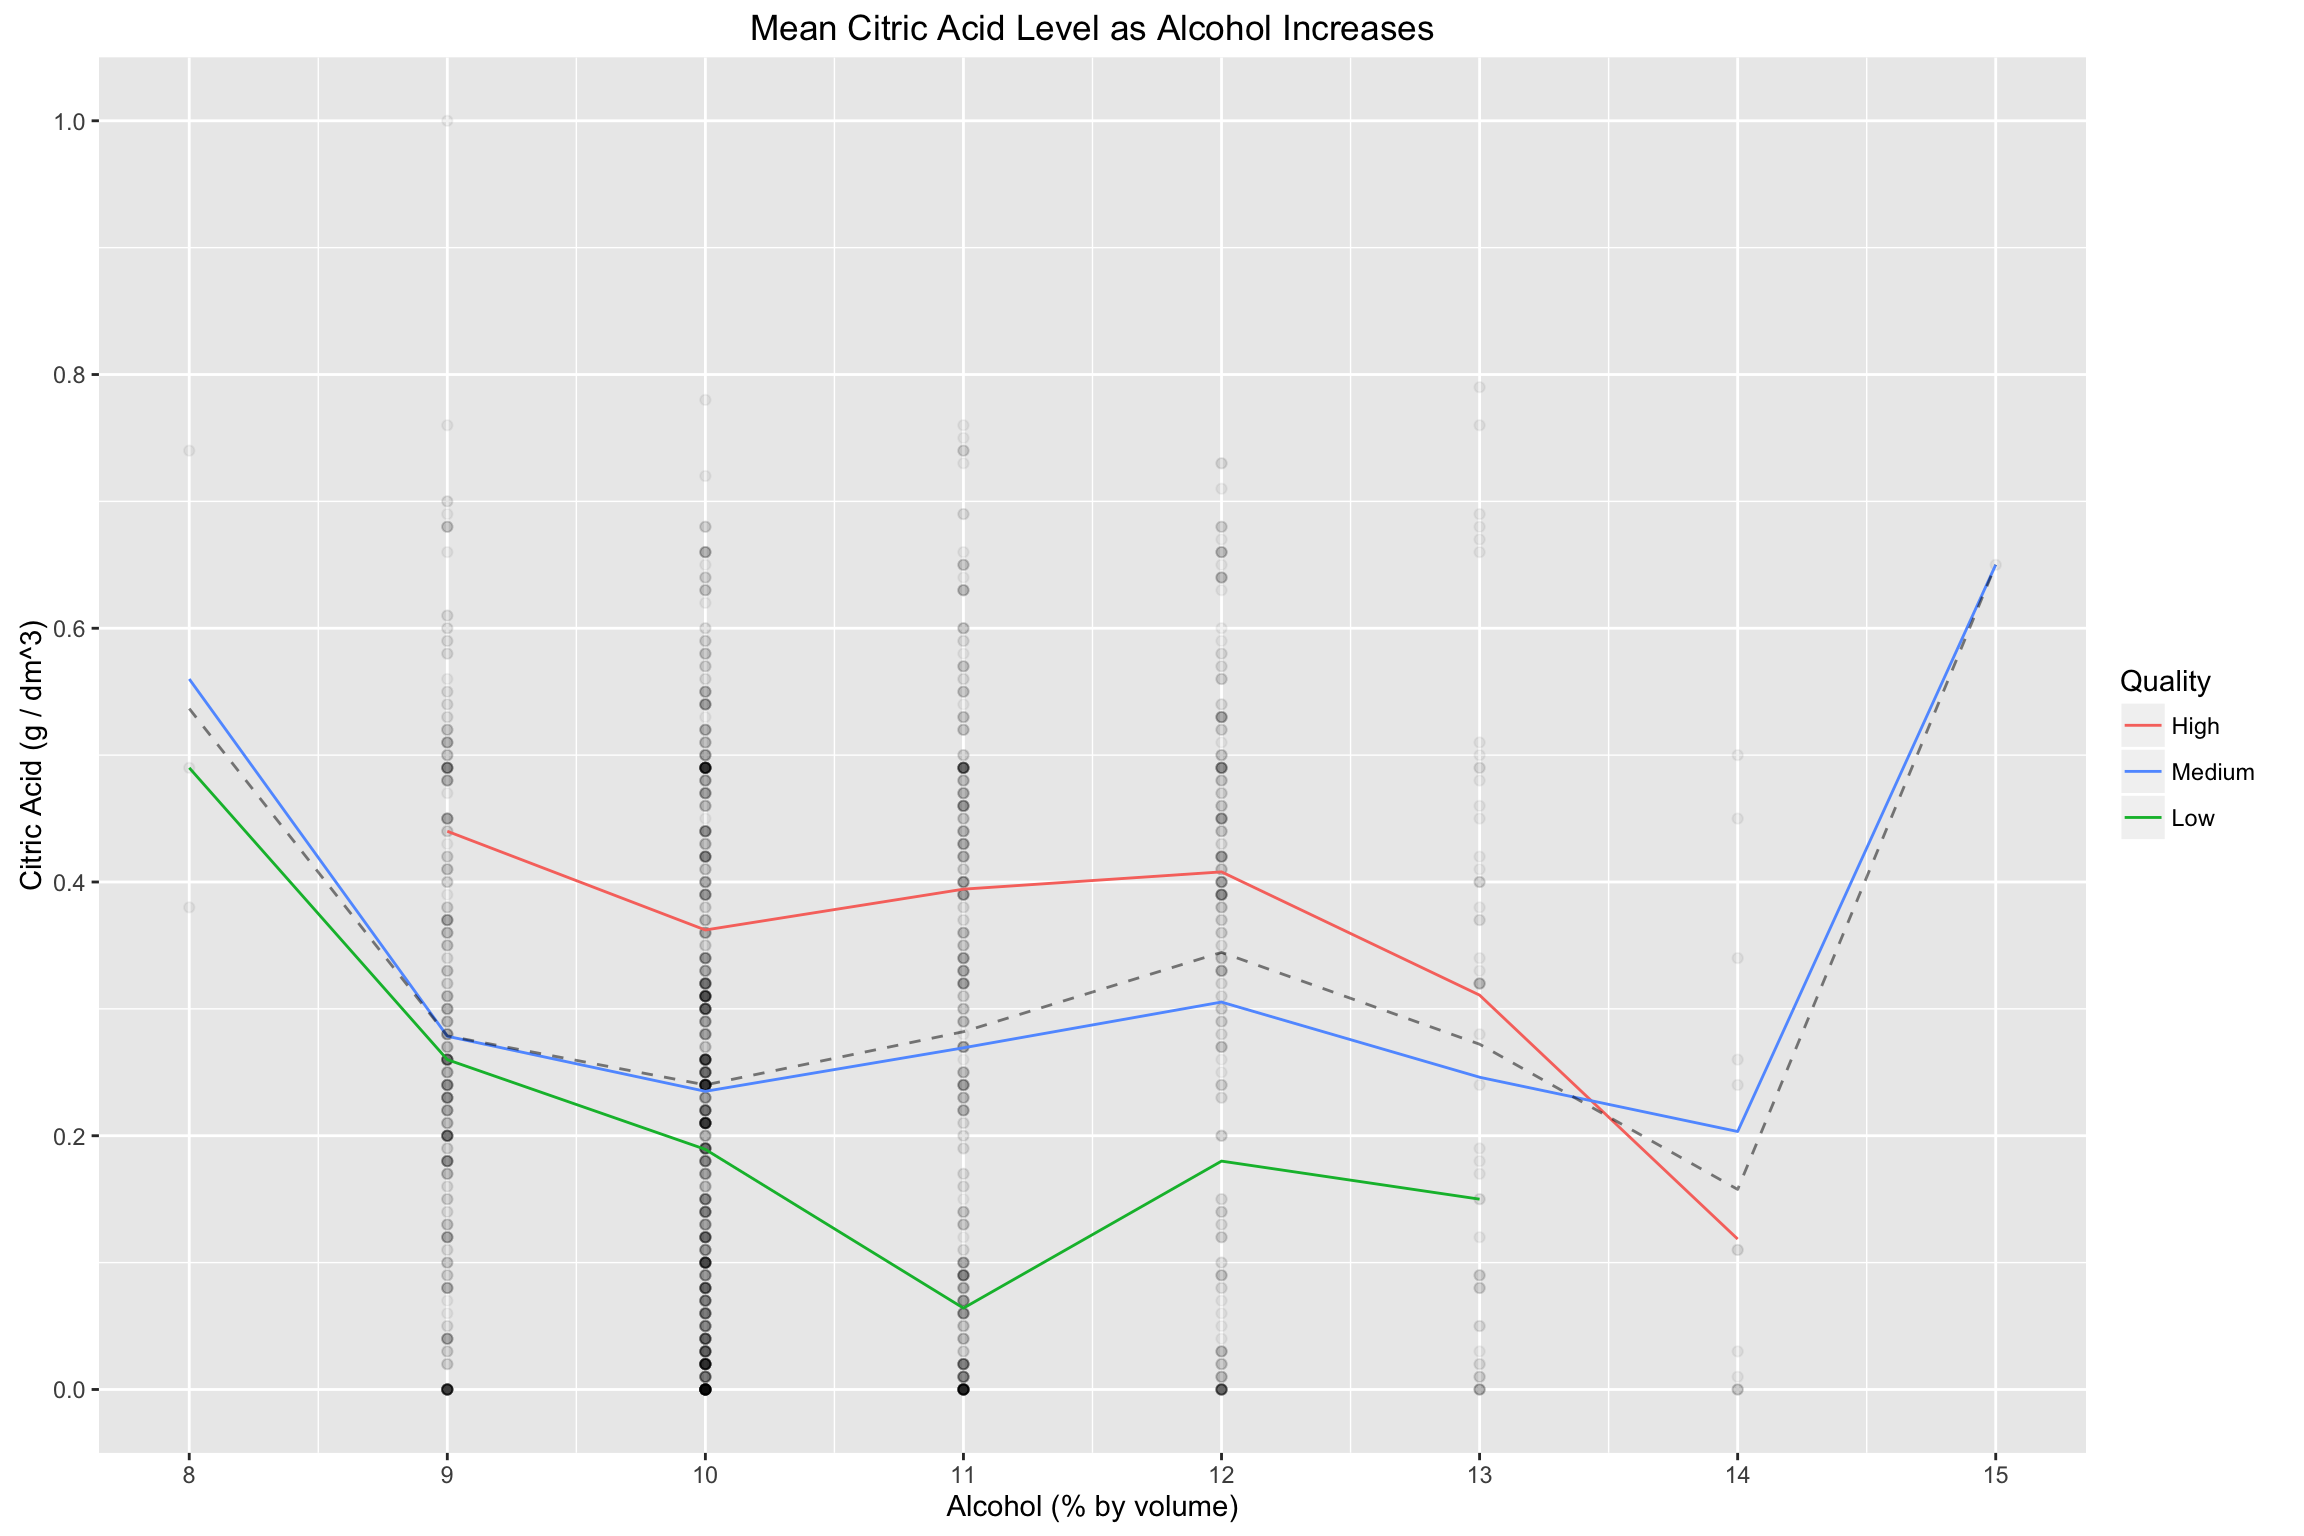 Mean Citric Acid Level as Alcohol Increases
1.0
0.8
0.6
0.4
0.2
0.0
Citric Acid (g / dm^3)
8 9 10 11 12 13 14 15
Alcohol (% by volume)
Quality
High
Medium
Low